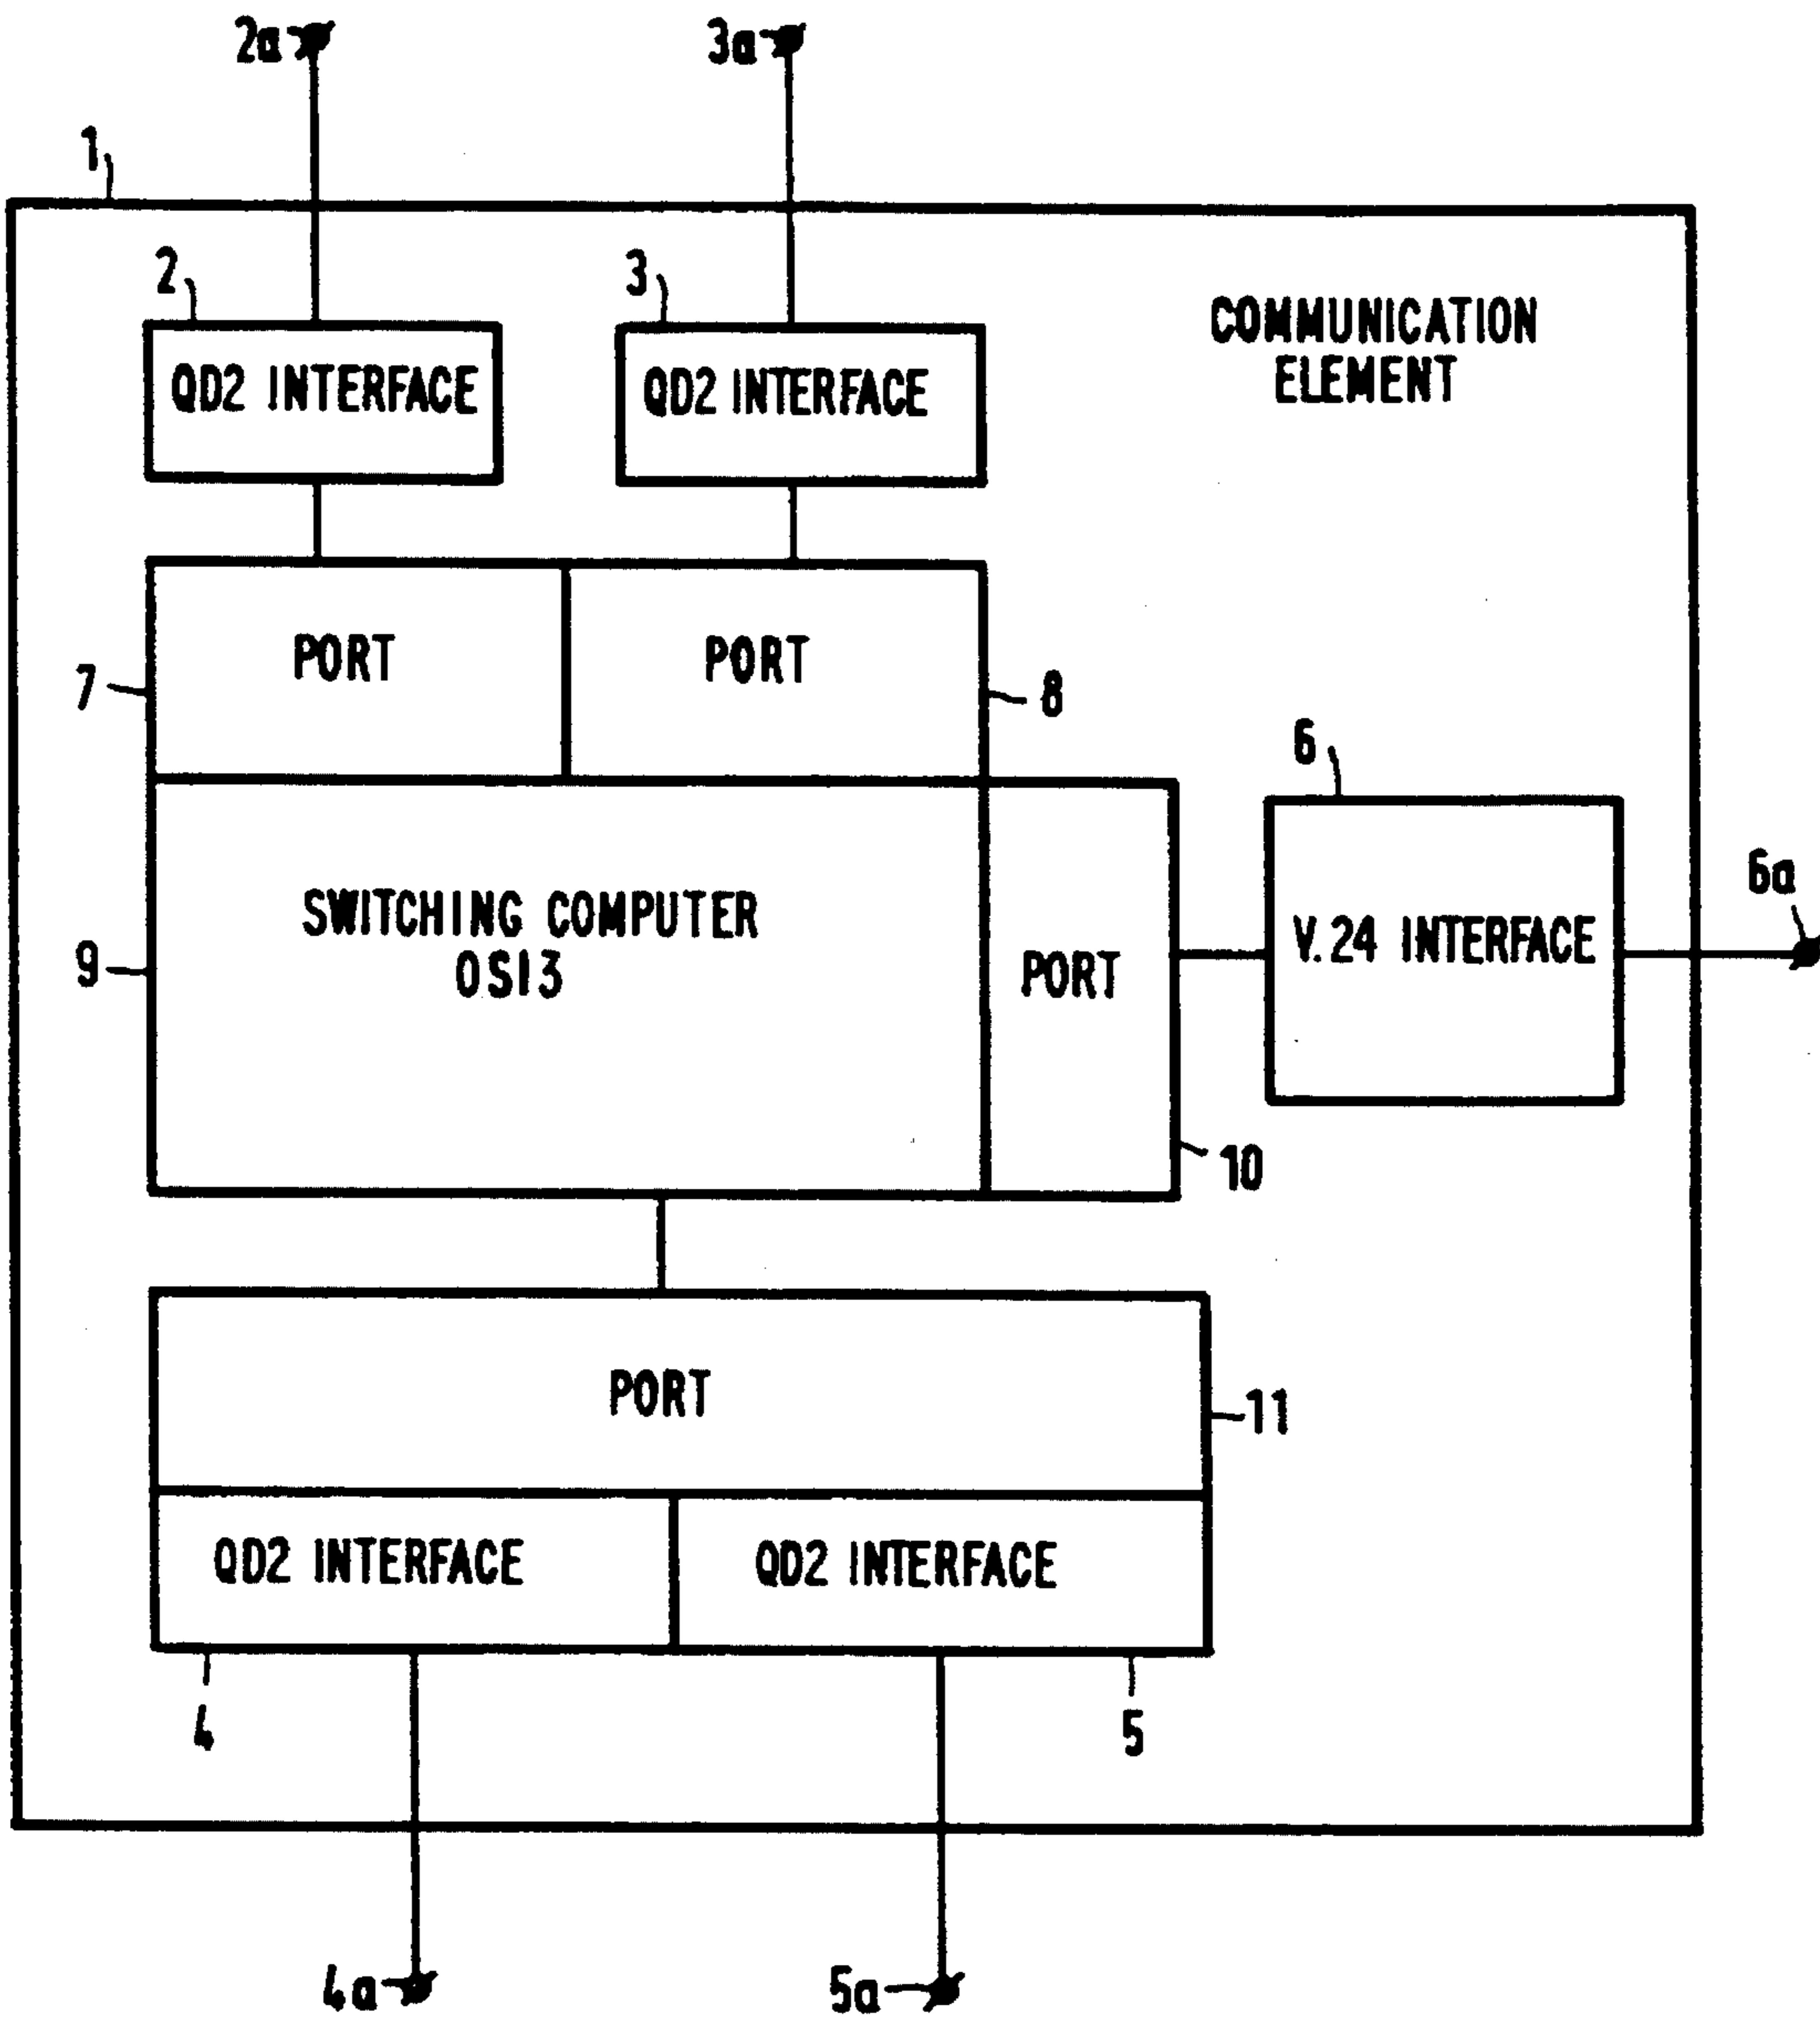 2a
3a
1
2
3
QD2 INTERFACE
QD2 INTERFACE
COMMUNICATION
ELEMENT
PORT
PORT
7
8
6
SWITCHING COMPUTER
OSI3
9
PORT
V.24 INTERFACE
6a
10
PORT
11
QD2 INTERFACE
QD2 INTERFACE
4
5
4a
5a